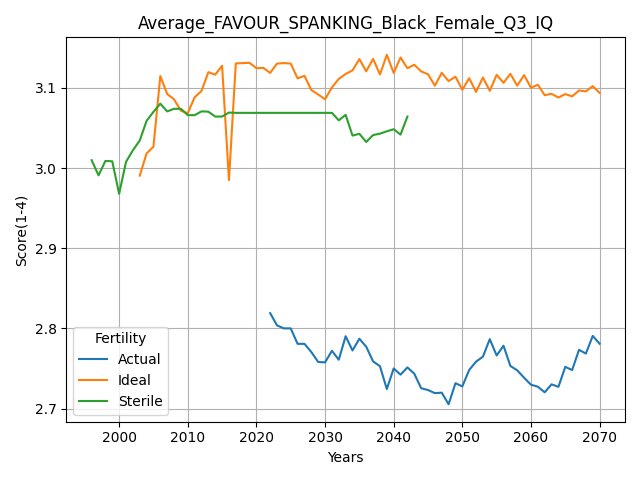 Average_FAVOUR_SPANKING_Black_Female_Q3_IQ
Score(1-4)
3.1
3.0
2.9
2.8
2.7
Fertility
Actual
Ideal
Sterile
2000 2010 2020 2030 2040 2050 2060 2070
Years